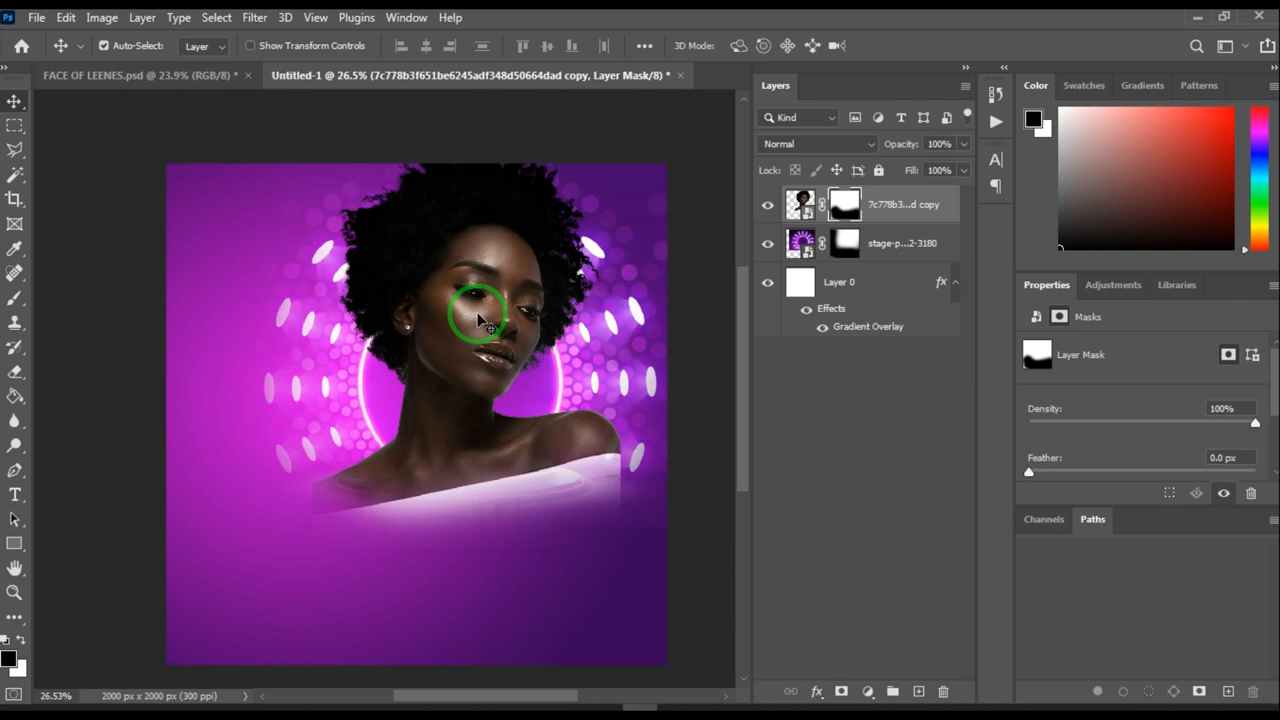 Ps File Edit Image Layer Type Select Filter 3D View Plugins Window Help
Auto-Select: Layer Show Transform Controls 3D Mode:
FACE OF LEENES.psd @ 23.9% (RGB/8) * Untitled-1 @ 26.5% (7c778b3f651be6245adf348d50664dad copy, Layer Mask/8) *
Layers
Kind
Normal Opacity: 100%
Lock: Fill: 100%
7c778b3...d copy
stage-p...2-3180
Layer 0 fx
Effects
Gradient Overlay
Color Swatches Gradients Patterns
Properties Adjustments Libraries
Masks
Layer Mask
Density: 100%
Feather: 0.0 px
Channels Paths
26.53% 2000 px x 2000 px (300 ppi)
fx